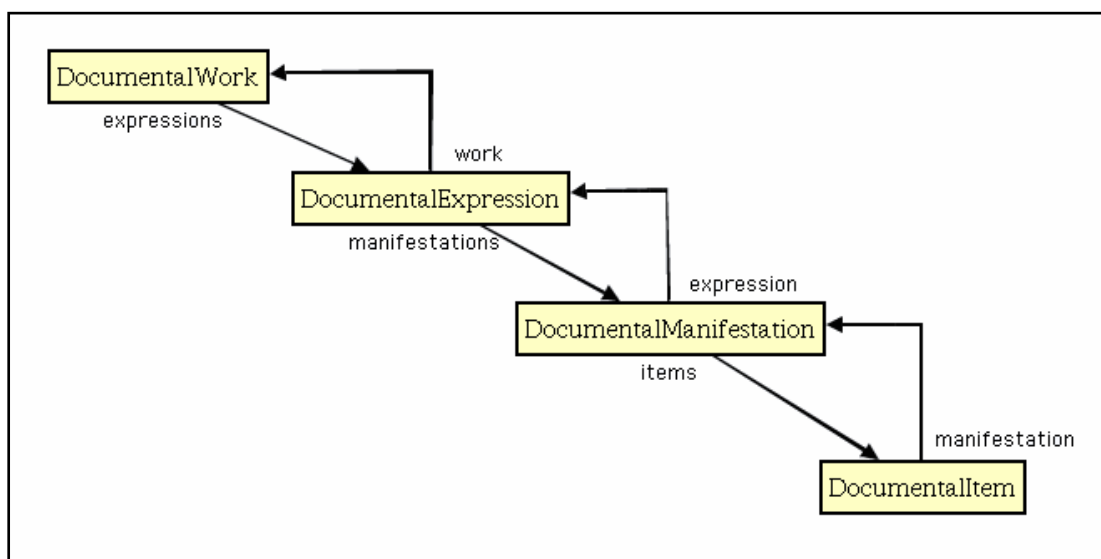 DocumentalWork
expressions
work
DocumentalExpression
manifestations
expression
DocumentalManifestation
items
manifestation
DocumentalItem